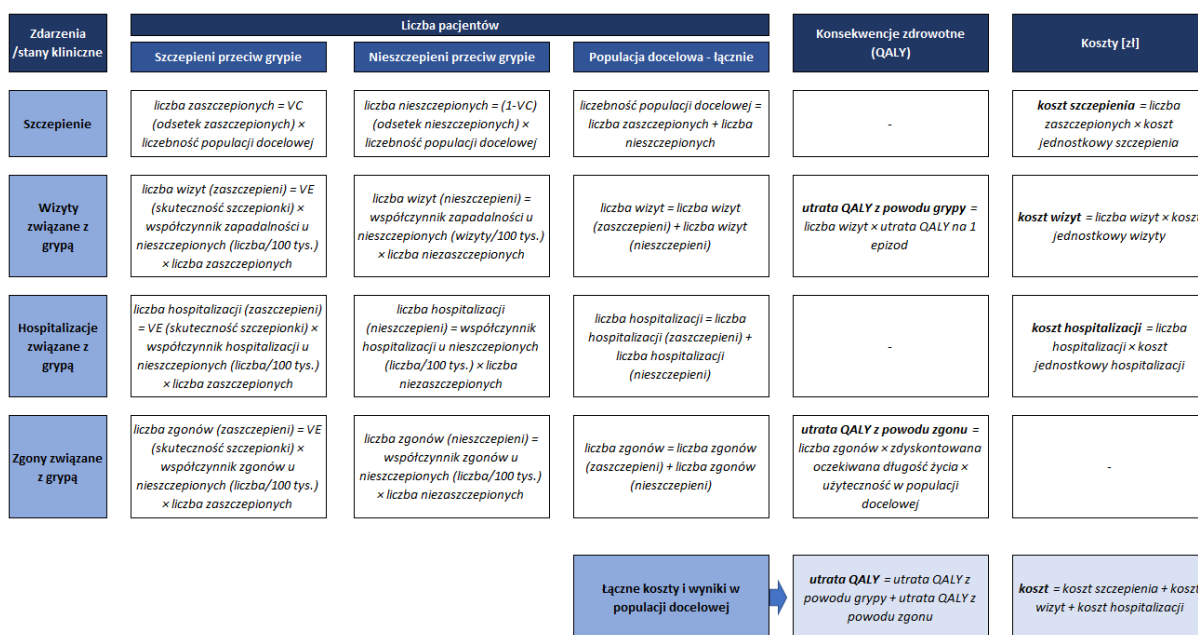 Zdarzenia
/stany kliniczne
Liczba pacjentów
Szczepieni przeciw grypie
Nieszczepieni przeciw grypie
Populacja docelowa - łącznie
Konsekwencje zdrowotne
(QALY)
Koszty [zł]
Szczepienie
liczba zaszczepionych = VC
(odsetek zaszczepionych) ×
liczebność populacji docelowej
liczba nieszczepionych = (1-VC)
(odsetek nieszczepionych) ×
liczebność populacji docelowej
liczebność populacji docelowej =
liczba zaszczepionych + liczba
nieszczepionych
-
koszt szczepienia = liczba
zaszczepionych × koszt
jednostkowy szczepienia
Wizyty
związane z
grypą
liczba wizyt (zaszczepieni) = VE
(skuteczność szczepionki) ×
współczynnik zapadalności u
nieszczepionych (liczba/100 tys.)
× liczba zaszczepionych
liczba wizyt (nieszczepieni) =
współczynnik zapadalności u
nieszczepionych (wizyty/100 tys.)
× liczba niezaszczepionych
liczba wizyt = liczba wizyt
(zaszczepieni) + liczba wizyt
(nieszczepieni)
utrata QALY z powodu grypy =
liczba wizyt × utrata QALY na 1
epizod
koszt wizyt = liczba wizyt × koszt
jednostkowy wizyty
Hospitalizacje
związane z
grypą
liczba hospitalizacji (zaszczepieni)
= VE (skuteczność szczepionki) ×
współczynnik hospitalizacji u
nieszczepionych (liczba/100 tys.)
× liczba zaszczepionych
liczba hospitalizacji
(nieszczepieni) = współczynnik
hospitalizacji u nieszczepionych
(liczba/100 tys.) × liczba
niezaszczepionych
liczba hospitalizacji = liczba
hospitalizacji (zaszczepieni) +
liczba hospitalizacji
(nieszczepieni)
-
koszt hospitalizacji = liczba
hospitalizacji × koszt
jednostkowy hospitalizacji
Zgony związane
z grypą
liczba zgonów (zaszczepieni) = VE
(skuteczność szczepionki) ×
współczynnik zgonów u
nieszczepionych (liczba/100 tys.)
× liczba zaszczepionych
liczba zgonów (nieszczepieni) =
współczynnik zgonów u
nieszczepionych (liczba/100 tys.)
× liczba niezaszczepionych
liczba zgonów = liczba zgonów
(zaszczepieni) + liczba zgonów
(nieszczepieni)
utrata QALY z powodu zgonu =
liczba zgonów × zdyskontowana
oczekiwana długość życia ×
użyteczność w populacji
docelowej
-
Łączne koszty i wyniki w
populacji docelowej
utrata QALY = utrata QALY z
powodu grypy + utrata QALY z
powodu zgonu
koszt = koszt szczepienia + koszt
wizyt + koszt hospitalizacji